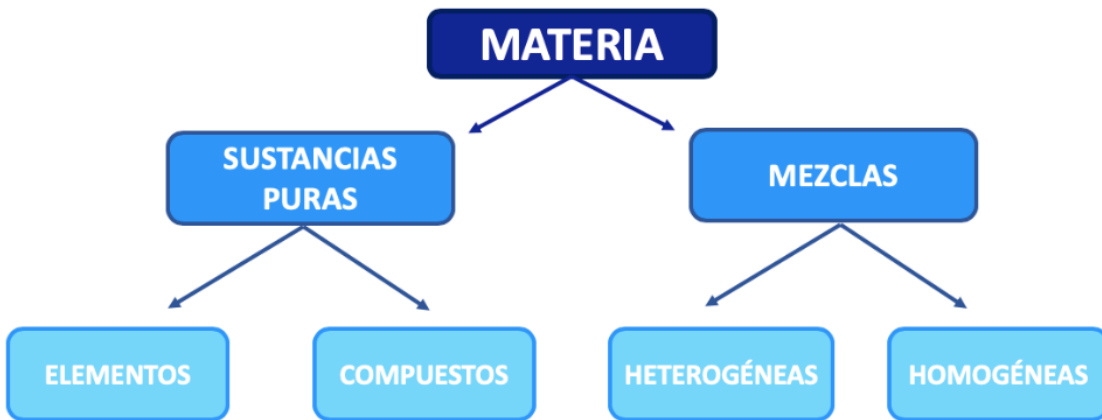 MATERIA
SUSTANCIAS
PURAS
MEZCLAS
ELEMENTOS
COMPUESTOS
HETEROGÉNEAS
HOMOGÉNEAS